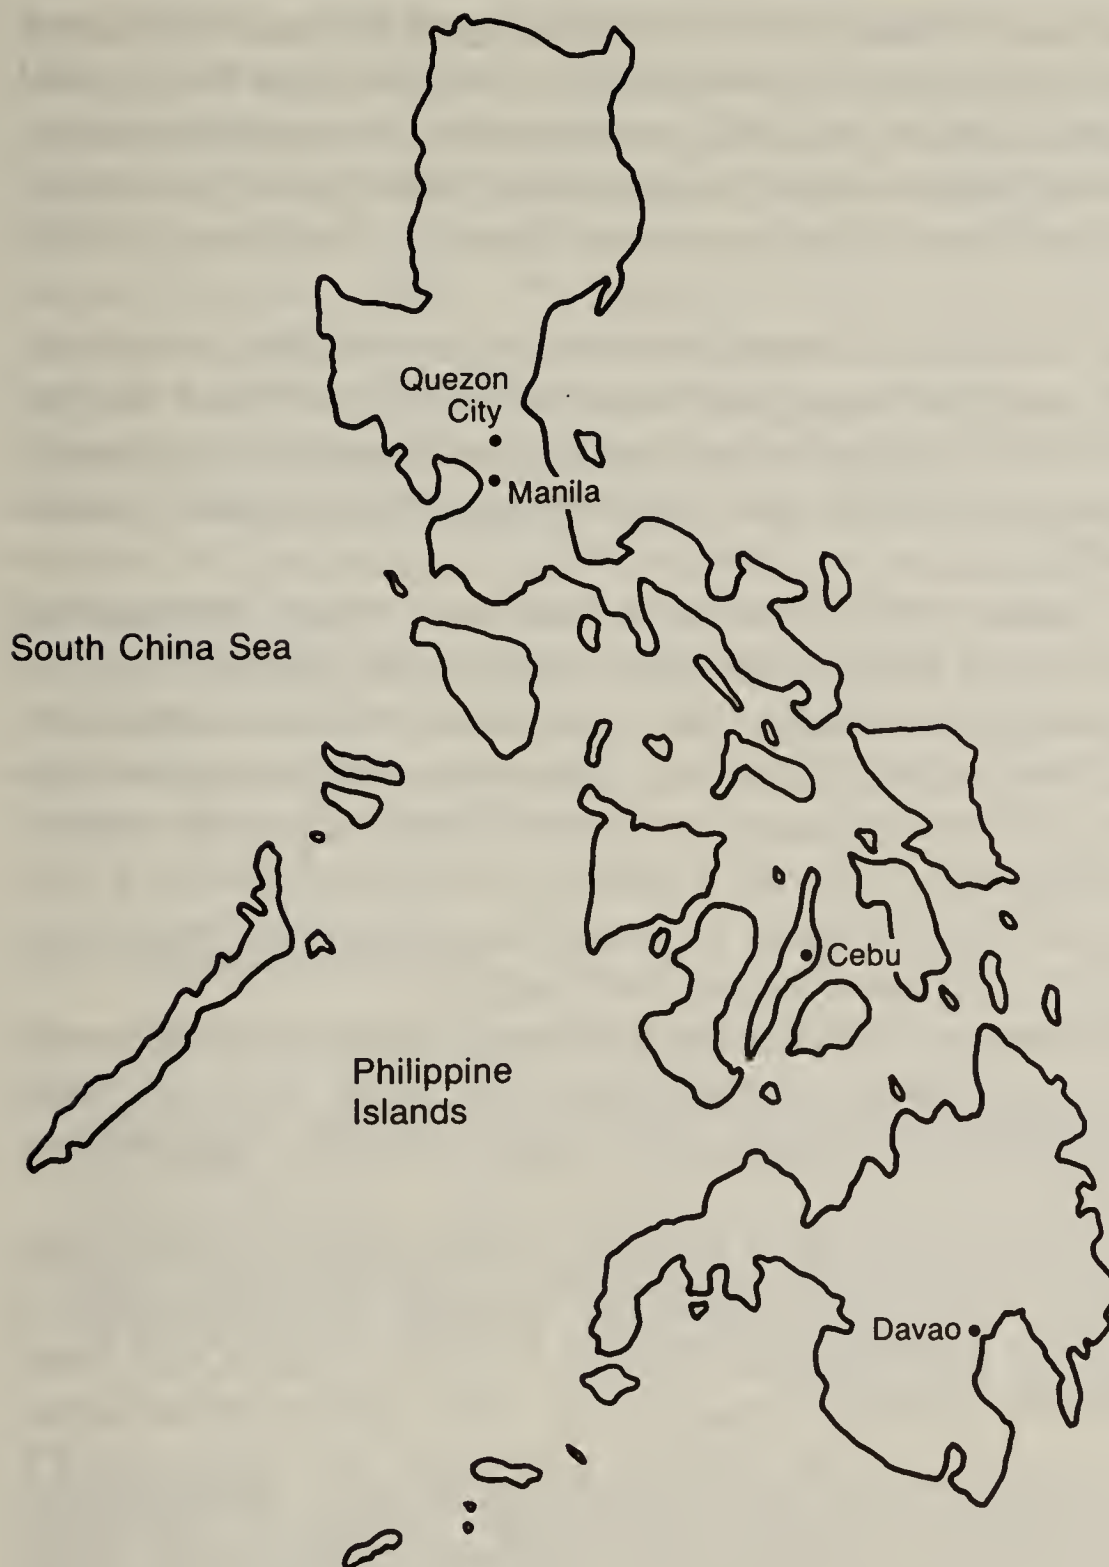 Quezon
City
Manila
South China Sea
Cebu
Philippine
Islands
Davao